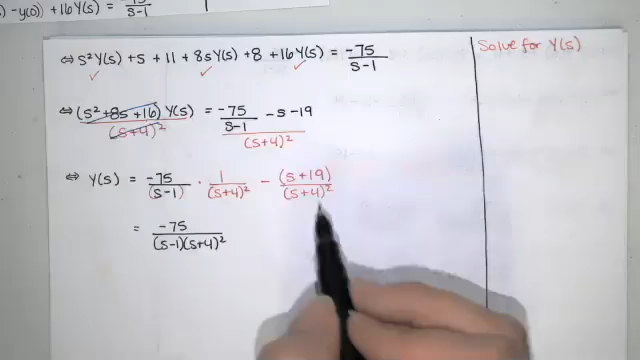 ) -y(0)) +16Y(s) = -75/(s-1)
⇔ s²Y(s) + s + 11 + 8sY(s) + 8 + 16Y(s) = -75/(s-1)
Solve for Y(s)
✓ ✓ ✓
⇔ (s² + 8s + 16) Y(s) / (s+4)² = (-75/(s-1) - s - 19) / (s+4)²
⇔ Y(s) = -75/(s-1) · 1/(s+4)² - (s+19)/(s+4)²
= -75/((s-1)(s+4)²)